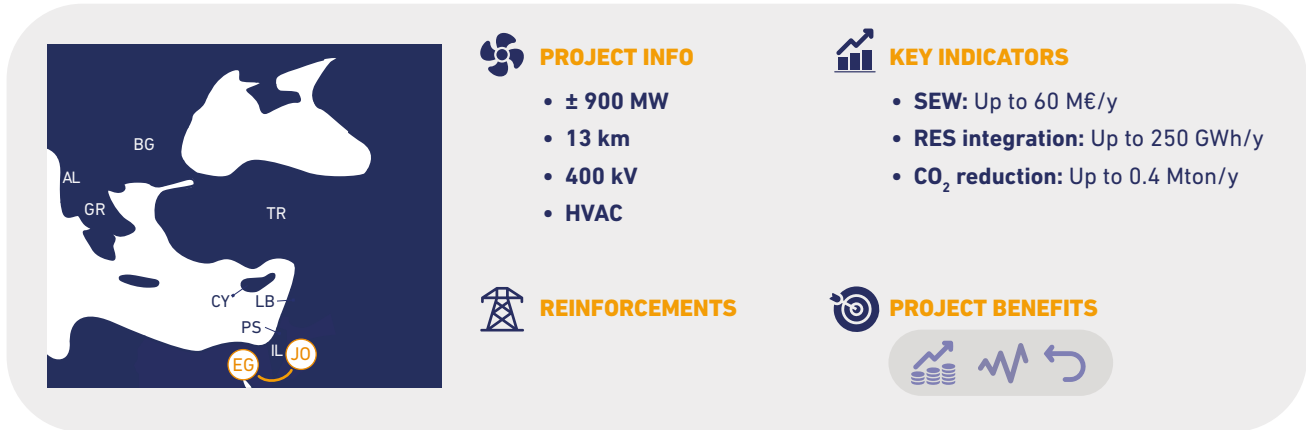 BG
AL
GR
TR
CY
LB
PS
IL
JO
EG
PROJECT INFO
• ± 900 MW
• 13 km
• 400 kV
• HVAC
KEY INDICATORS
• SEW: Up to 60 M€/y
• RES integration: Up to 250 GWh/y
• CO₂ reduction: Up to 0.4 Mton/y
REINFORCEMENTS
PROJECT BENEFITS